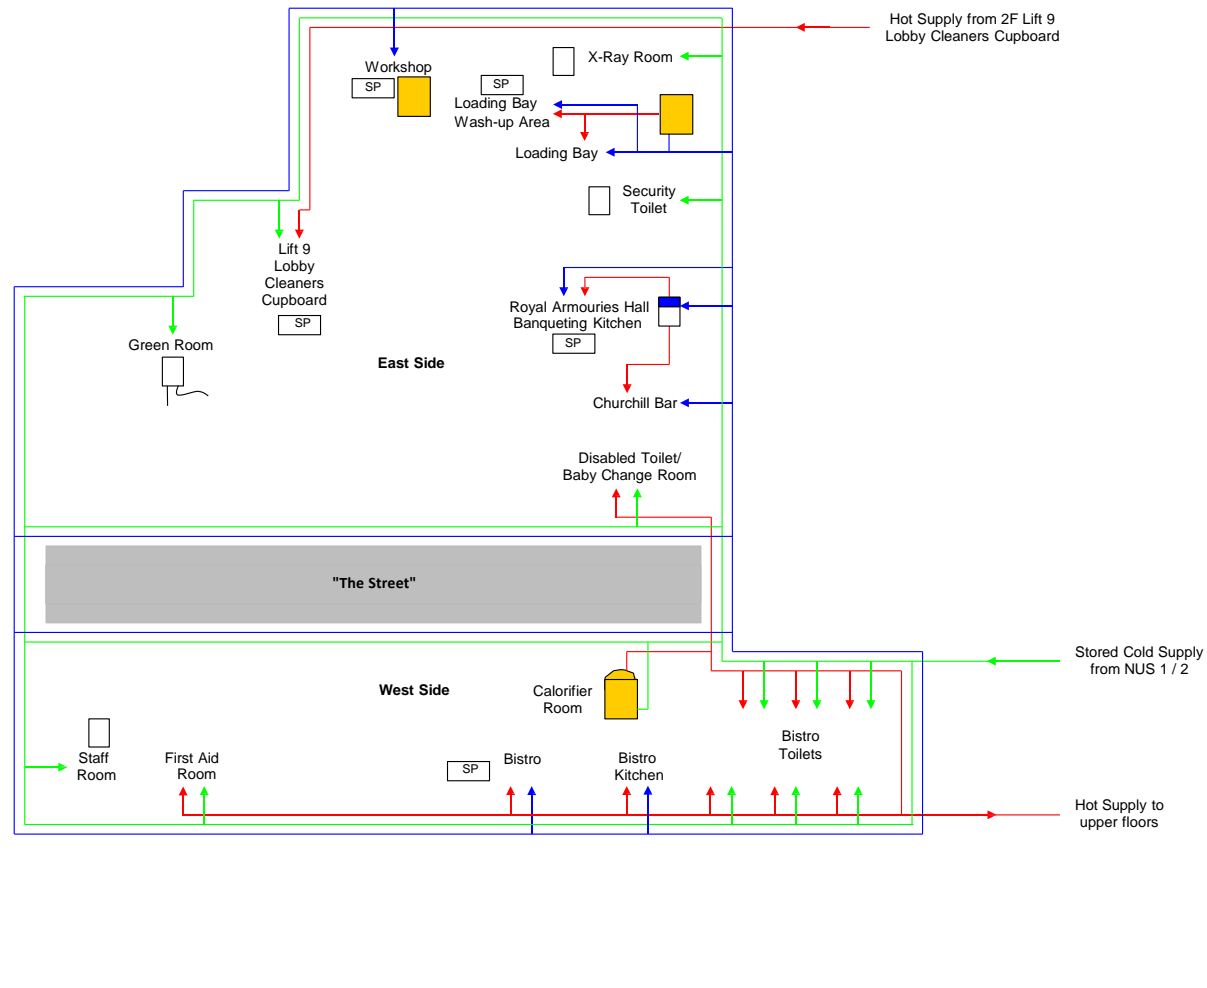 Hot Supply from 2F Lift 9
Lobby Cleaners Cupboard
X-Ray Room
Workshop
SP
SP
Loading Bay
Wash-up Area
Loading Bay
Security
Toilet
Lift 9
Lobby
Cleaners
Cupboard
SP
Royal Armouries Hall
Banqueting Kitchen
SP
Green Room
East Side
Churchill Bar
Disabled Toilet/
Baby Change Room
"The Street"
Stored Cold Supply
from NUS 1 / 2
West Side
Calorifier
Room
Bistro
Toilets
Staff
Room
First Aid
Room
SP
Bistro
Bistro
Kitchen
Hot Supply to
upper floors